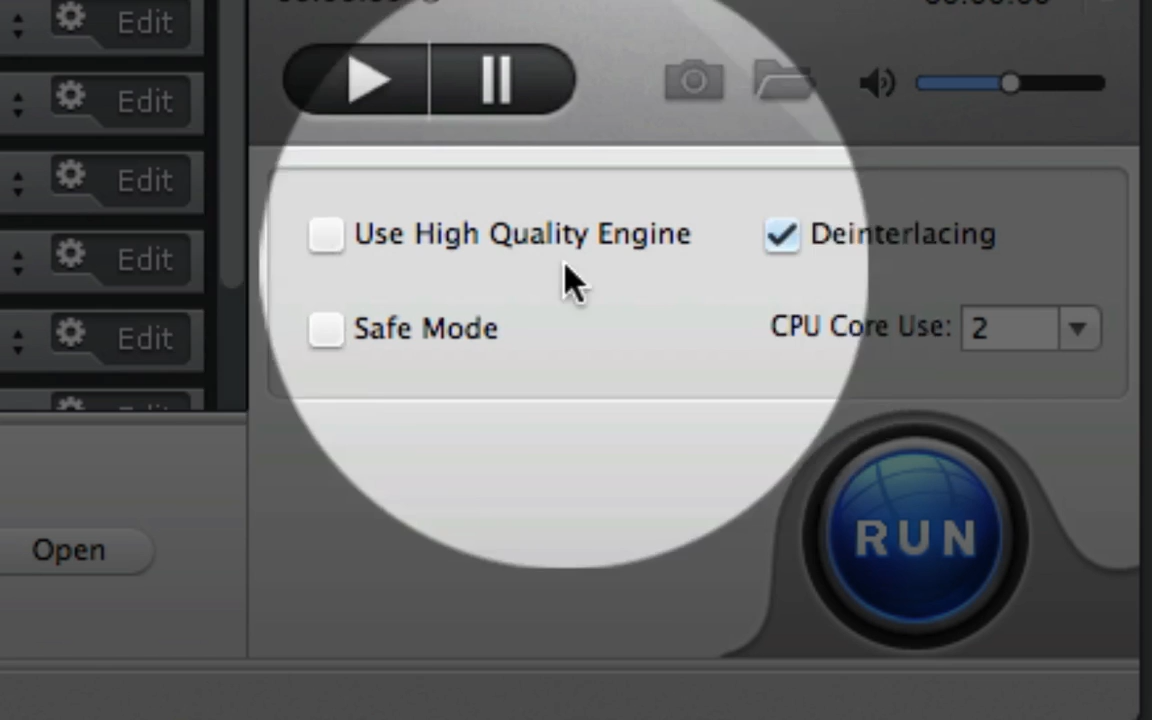 Edit
Edit
Edit
Edit
Edit
Use High Quality Engine
Deinterlacing
Safe Mode
CPU Core Use: 2
Open
RUN